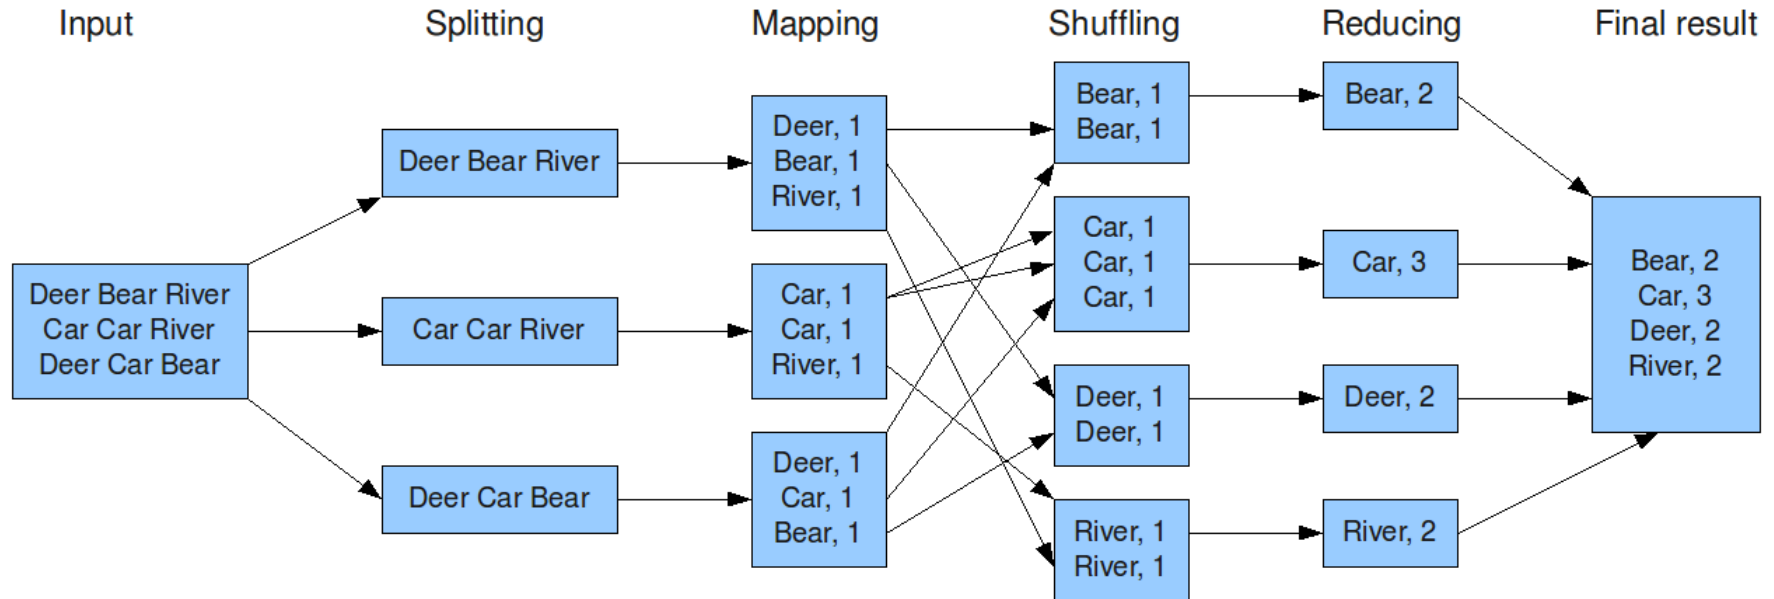 Input
Splitting
Mapping
Shuffling
Reducing
Final result
Deer Bear River
Car Car River
Deer Car Bear
Deer Bear River
Car Car River
Deer Car Bear
Deer, 1
Bear, 1
River, 1
Car, 1
Car, 1
River, 1
Deer, 1
Car, 1
Bear, 1
Bear, 1
Bear, 1
Car, 1
Car, 1
Car, 1
Deer, 1
Deer, 1
River, 1
River, 1
Bear, 2
Car, 3
Deer, 2
River, 2
Bear, 2
Car, 3
Deer, 2
River, 2